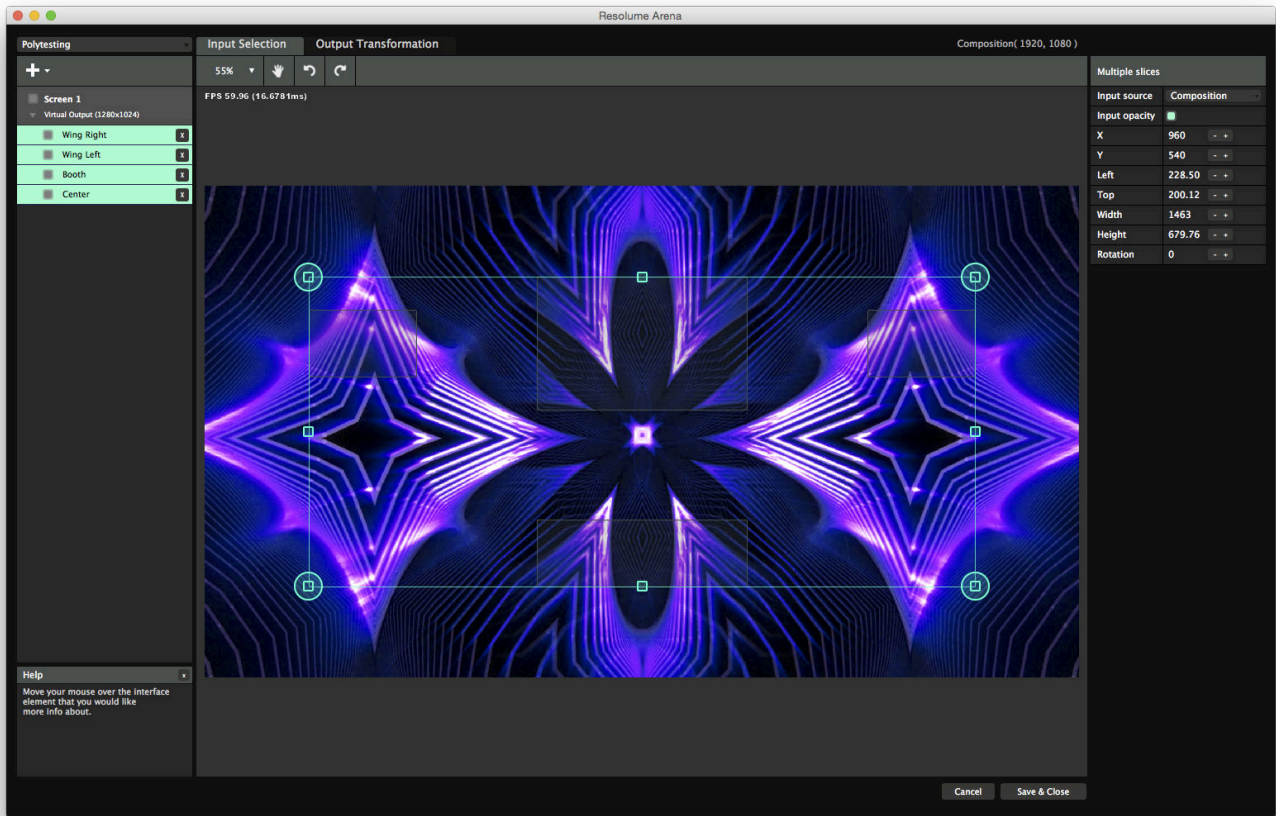 Resolume Arena
Polytesting
Input Selection
Output Transformation
Composition( 1920, 1080 )
55%
Multiple slices
FPS 59.96 (16.6781ms)
Screen 1
Virtual Output (1280x1024)
Wing Right x
Wing Left x
Booth x
Center x
Input source Composition
Input opacity
X 960 - +
Y 540 - +
Left 228.50 - +
Top 200.12 - +
Width 1463 - +
Height 679.76 - +
Rotation 0 - +
Help x
Move your mouse over the interface
element that you would like
more info about.
Cancel
Save & Close